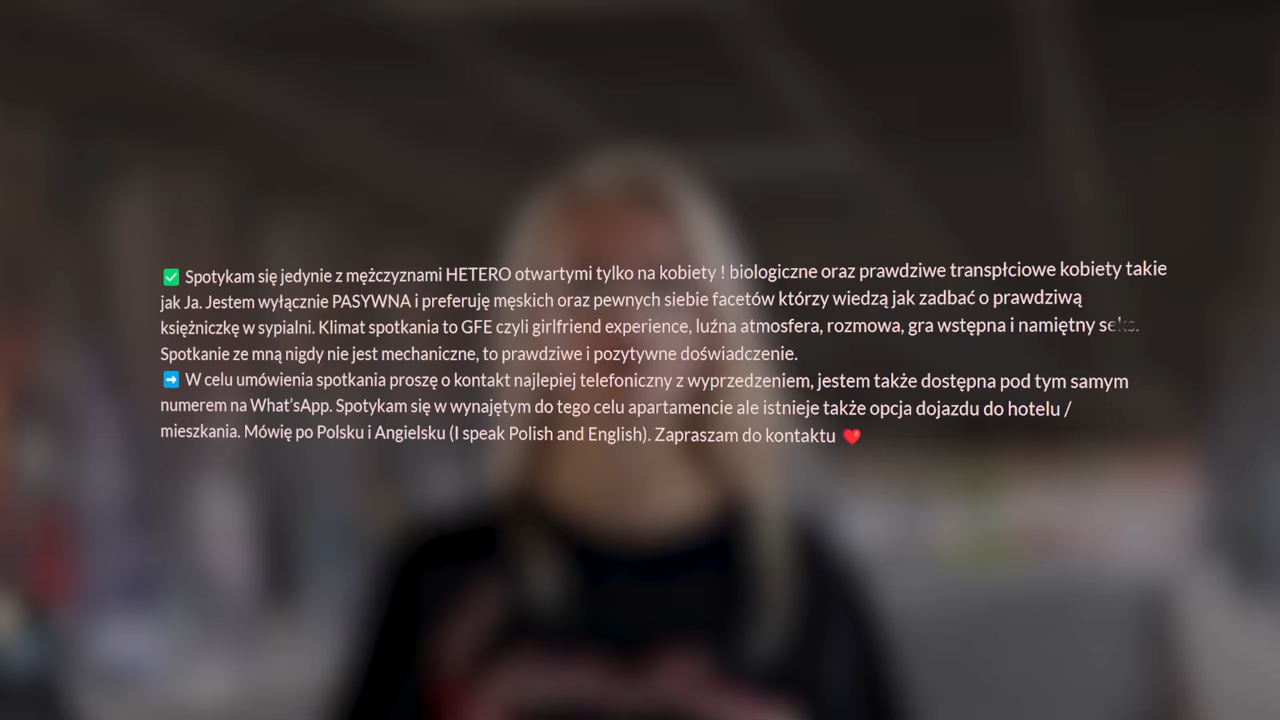 ✅ Spotykam się jedynie z mężczyznami HETERO otwartymi tylko na kobiety ! biologiczne oraz prawdziwe transpłciowe kobiety takie
jak Ja. Jestem wyłącznie PASYWNA i preferuję męskich oraz pewnych siebie facetów którzy wiedzą jak zadbać o prawdziwą
księżniczkę w sypialni. Klimat spotkania to GFE czyli girlfriend experience, luźna atmosfera, rozmowa, gra wstępna i namiętny seks.
Spotkanie ze mną nigdy nie jest mechaniczne, to prawdziwe i pozytywne doświadczenie.
➡️ W celu umówienia spotkania proszę o kontakt najlepiej telefoniczny z wyprzedzeniem, jestem także dostępna pod tym samym
numerem na What'sApp. Spotykam się w wynajętym do tego celu apartamencie ale istnieje także opcja dojazdu do hotelu /
mieszkania. Mówię po Polsku i Angielsku (I speak Polish and English). Zapraszam do kontaktu ❤️